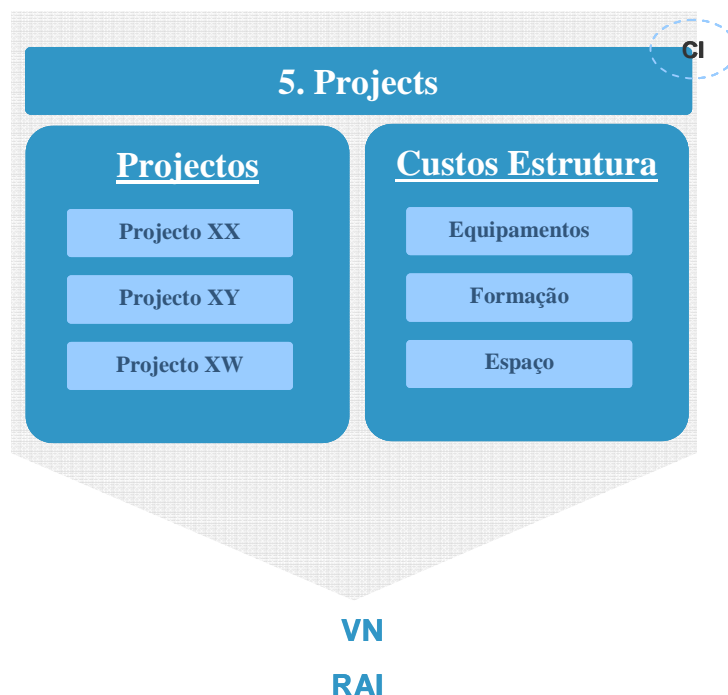 CI
5. Projects
Projectos
Projecto XX
Projecto XY
Projecto XW
Custos Estrutura
Equipamentos
Formação
Espaço
VN
RAI